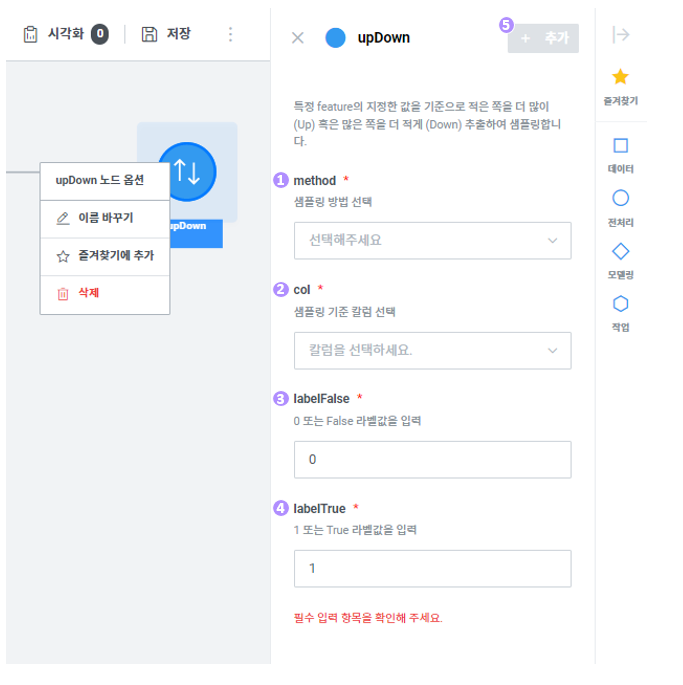 시각화 0 저장
upDown 노드 옵션
이름 바꾸기
즐겨찾기에 추가
삭제
upDown
upDown
5
+ 추가
특정 feature의 지정한 값을 기준으로 적은 쪽을 더 많이
(Up) 혹은 많은 쪽을 더 적게 (Down) 추출하여 샘플링합니
다.
1 method *
샘플링 방법 선택
선택해주세요
2 col *
샘플링 기준 칼럼 선택
칼럼을 선택하세요.
3 labelFalse *
0 또는 False 라벨값을 입력
0
4 labelTrue *
1 또는 True 라벨값을 입력
1
필수 입력 항목을 확인해 주세요.
즐겨찾기
데이터
전처리
모델링
작업